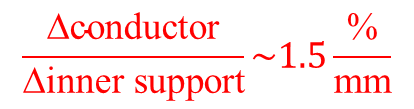 Δconductor
Δinner support
~1.5
%
mm